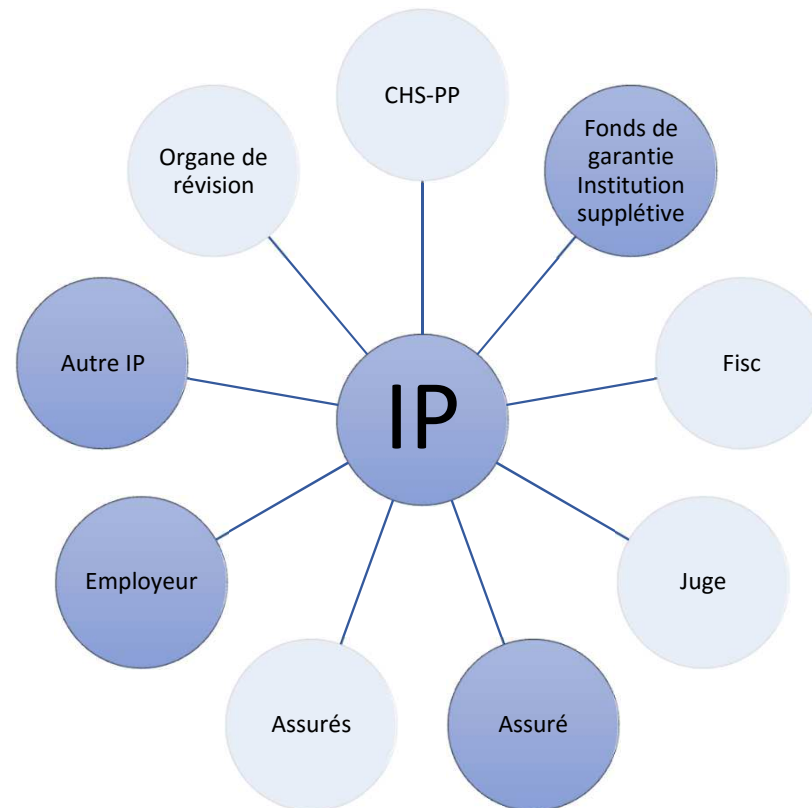 CHS-PP
Fonds de
garantie
Institution
supplétive
Organe de
révision
Autre IP
IP
Fisc
Employeur
Juge
Assurés
Assuré